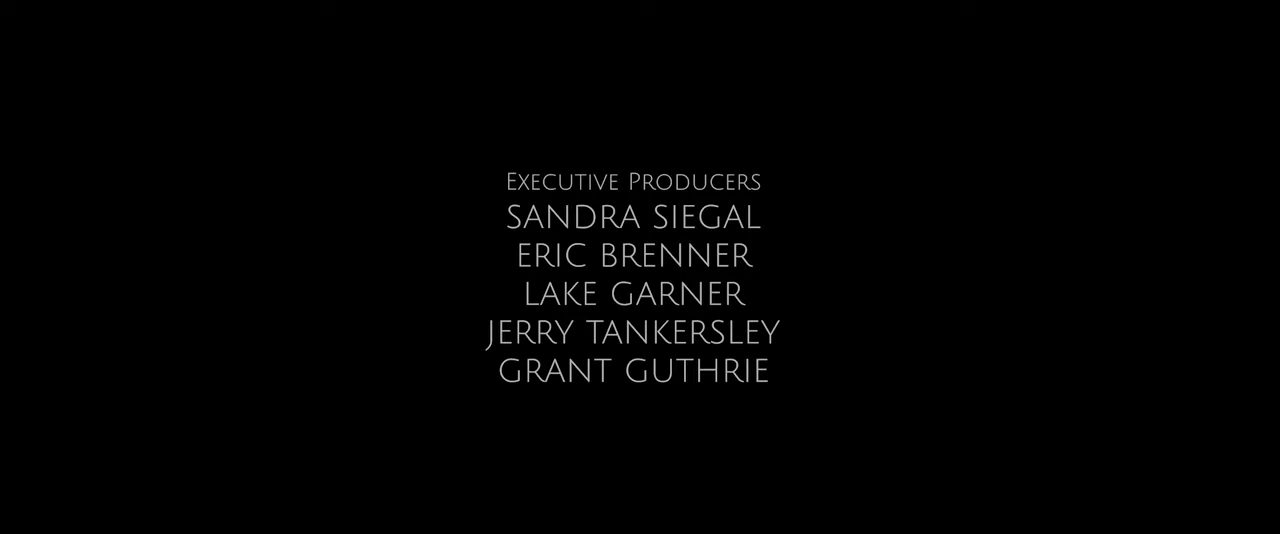 Executive Producers
SANDRA SIEGAL
ERIC BRENNER
LAKE GARNER
JERRY TANKERSLEY
GRANT GUTHRIE